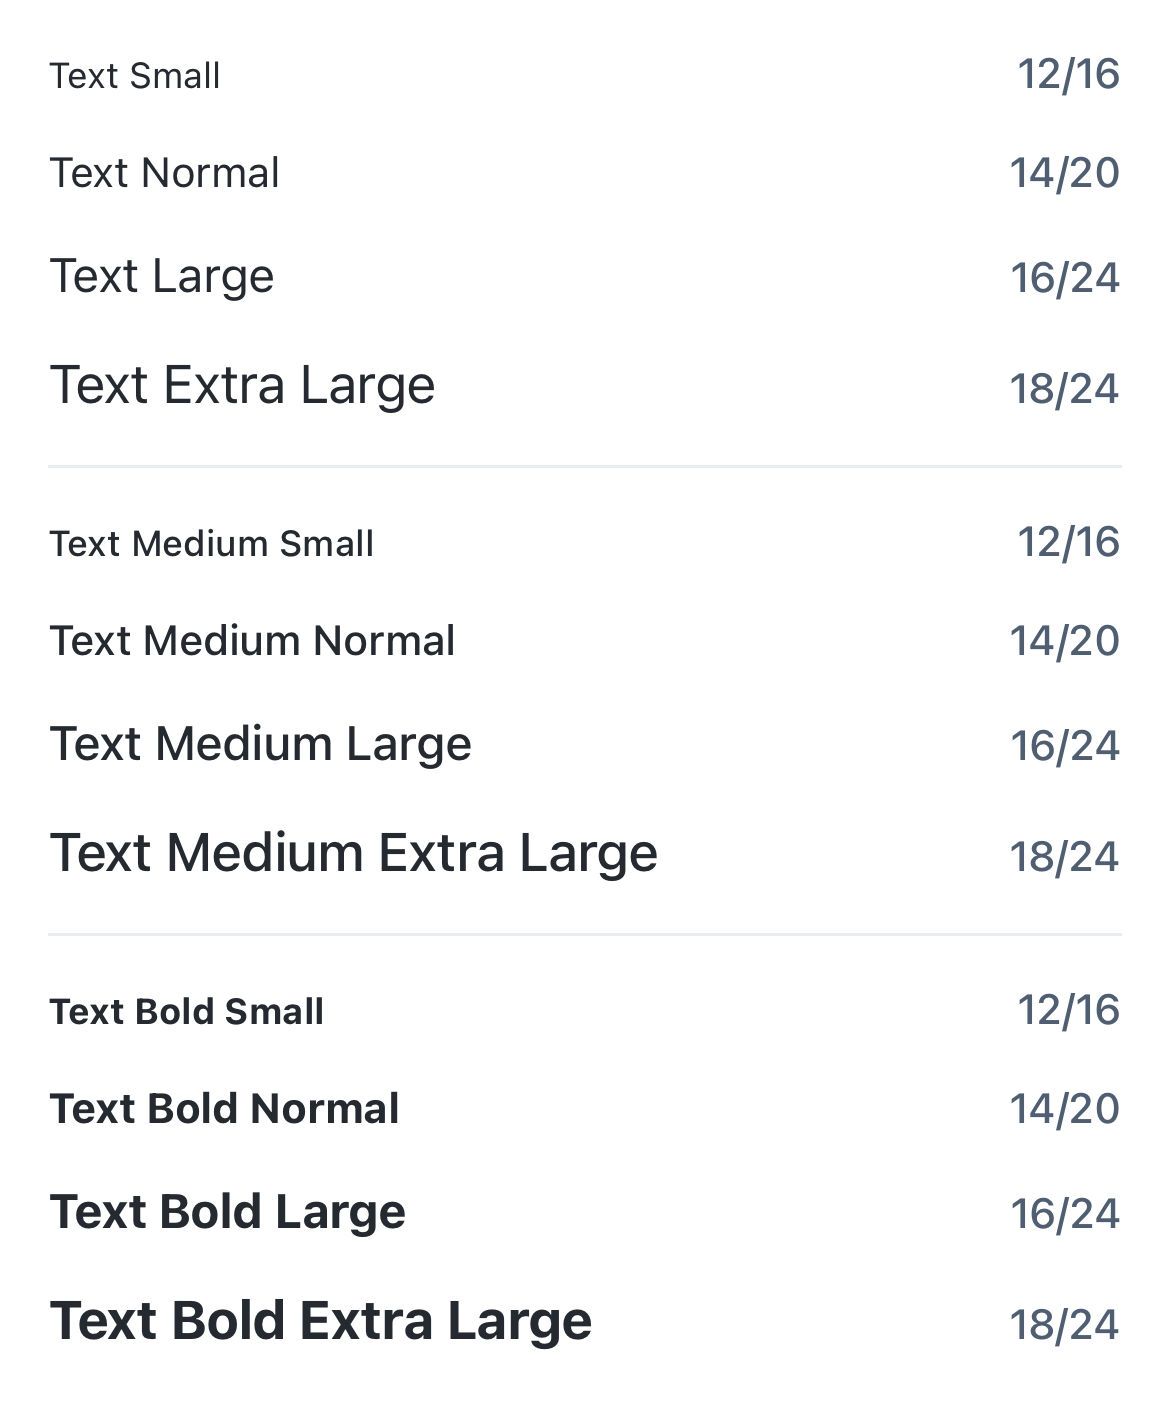 Text Small 12/16
Text Normal 14/20
Text Large 16/24
Text Extra Large 18/24
Text Medium Small 12/16
Text Medium Normal 14/20
Text Medium Large 16/24
Text Medium Extra Large 18/24
Text Bold Small 12/16
Text Bold Normal 14/20
Text Bold Large 16/24
Text Bold Extra Large 18/24